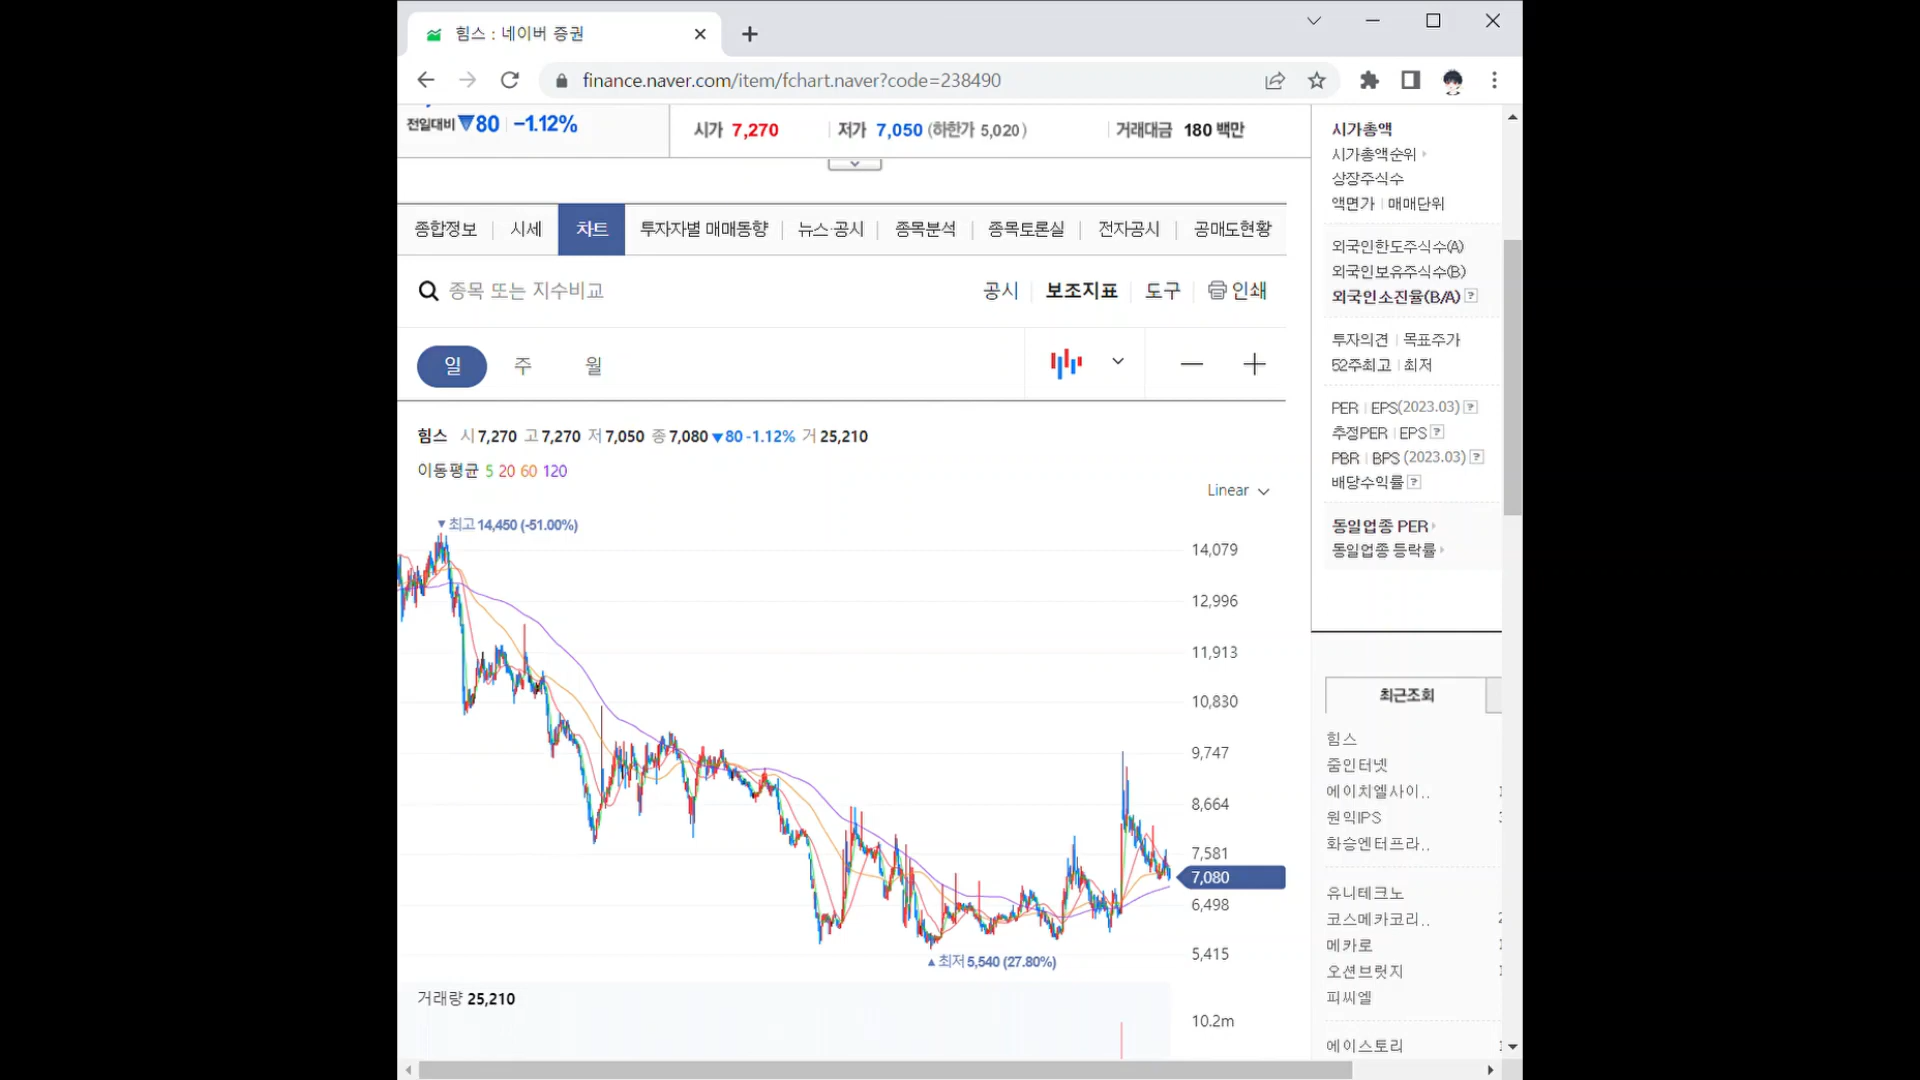 힘스 : 네이버 증권
finance.naver.com/item/fchart.naver?code=238490
전일대비 ▼80 -1.12%
시가 7,270 저가 7,050 (하한가 5,020) 거래대금 180 백만
종합정보 시세 차트 투자자별 매매동향 뉴스·공시 종목분석 종목토론실 전자공시 공매도현황
종목 또는 지수비교
공시 보조지표 도구 인쇄
일 주 월
힘스 시 7,270 고 7,270 저 7,050 종 7,080 ▼80 -1.12% 거 25,210
이동평균 5 20 60 120
Linear
▼최고 14,450 (-51.00%)
14,079
12,996
11,913
10,830
9,747
8,664
7,581
7,080
6,498
5,415
▲최저 5,540 (27.80%)
거래량 25,210
10.2m
시가총액
시가총액순위
상장주식수
액면가 | 매매단위
외국인한도주식수(A)
외국인보유주식수(B)
외국인소진율(B/A) ?
투자의견 | 목표주가
52주최고 | 최저
PER | EPS(2023.03) ?
추정PER | EPS ?
PBR | BPS (2023.03) ?
배당수익률 ?
동일업종 PER
동일업종 등락률
최근조회
힘스
줌인터넷
에이치엘사이..
원익IPS
화승엔터프라..
유니테크노
코스메카코리..
메카로
오션브릿지
피씨엘
에이스토리